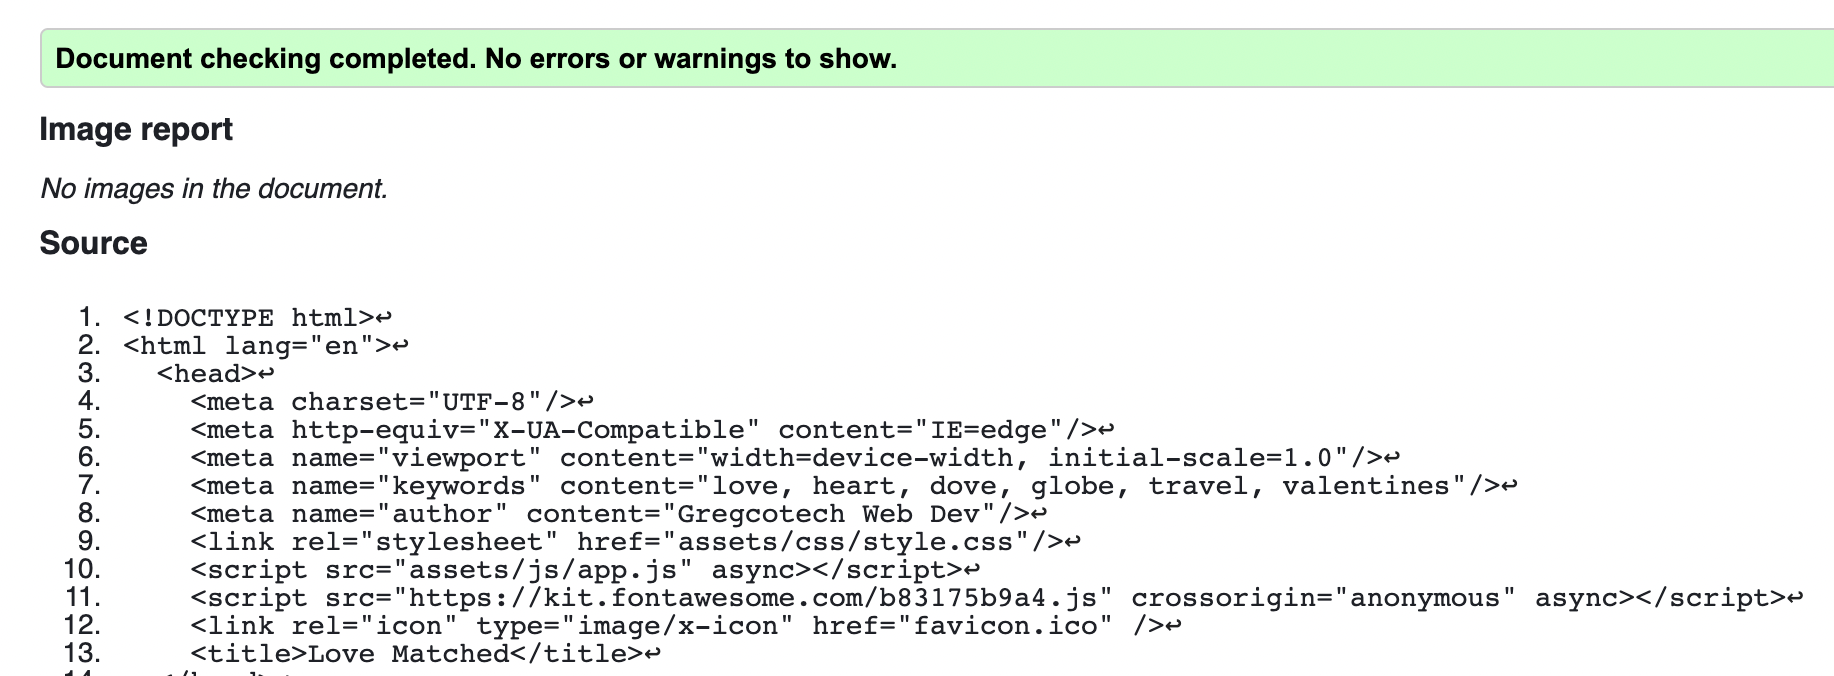 Document checking completed. No errors or warnings to show.
Image report
No images in the document.
Source
1. <!DOCTYPE html>↩
2. <html lang="en">↩
3.   <head>↩
4.     <meta charset="UTF-8"/>↩
5.     <meta http-equiv="X-UA-Compatible" content="IE=edge"/>↩
6.     <meta name="viewport" content="width=device-width, initial-scale=1.0"/>↩
7.     <meta name="keywords" content="love, heart, dove, globe, travel, valentines"/>↩
8.     <meta name="author" content="Gregcotech Web Dev"/>↩
9.     <link rel="stylesheet" href="assets/css/style.css"/>↩
10.     <script src="assets/js/app.js" async></script>↩
11.     <script src="https://kit.fontawesome.com/b83175b9a4.js" crossorigin="anonymous" async></script>↩
12.     <link rel="icon" type="image/x-icon" href="favicon.ico" />↩
13.     <title>Love Matched</title>↩